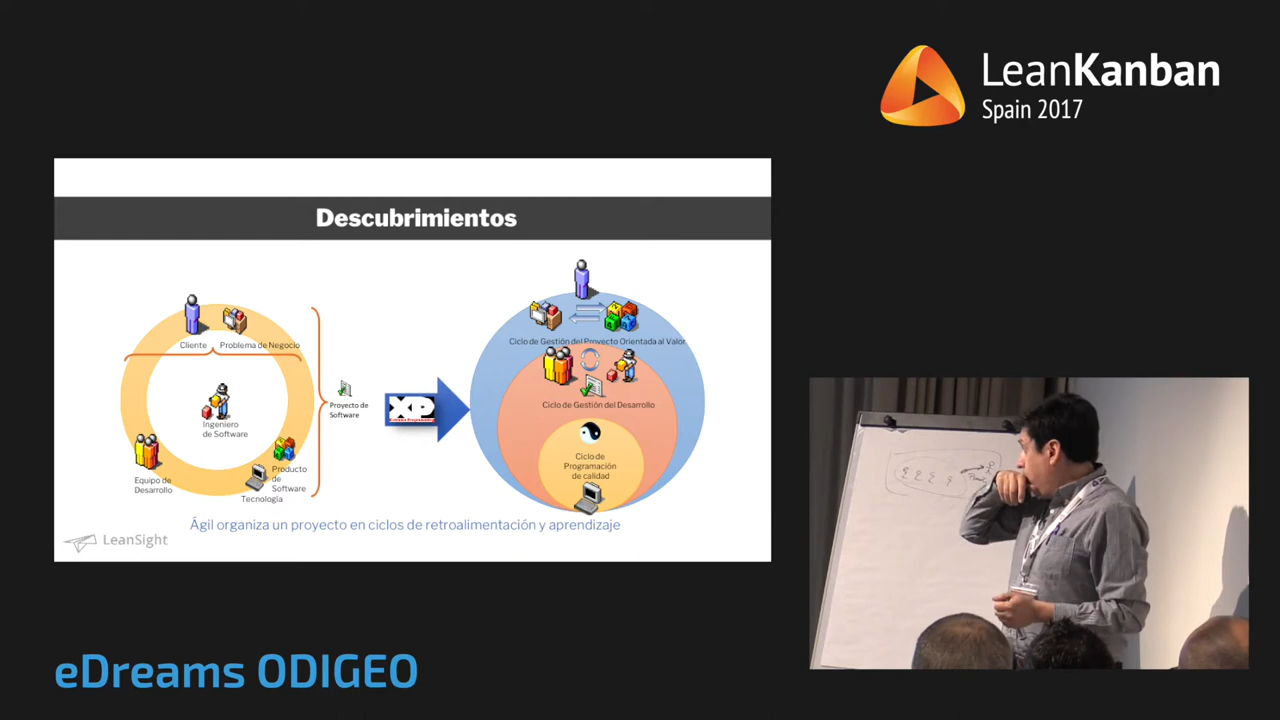 LeanKanban
Spain 2017
Descubrimientos
Cliente
Problema de Negocio
Ingeniero
de Software
Equipo de
Desarrollo
Producto
de
Software
Tecnología
Proyecto de
Software
XP
Ciclo de Gestión del Proyecto Orientada al Valor
Ciclo de Gestión del Desarrollo
Ciclo de
Programación
de calidad
Ágil organiza un proyecto en ciclos de retroalimentación y aprendizaje
LeanSight
eDreams ODIGEO